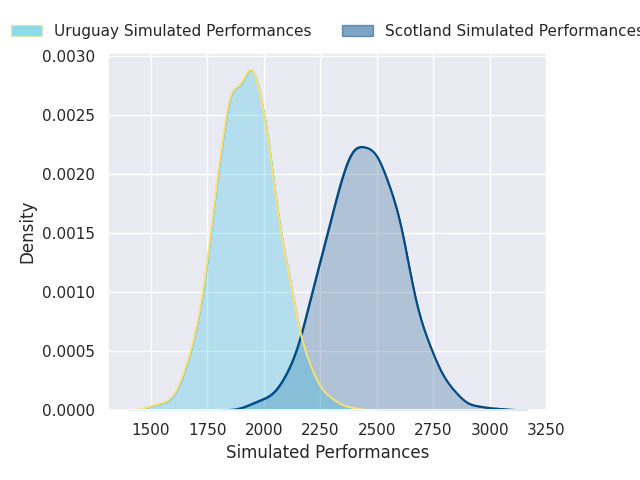 Uruguay Simulated Performances
Scotland Simulated Performances
0.0030
0.0025
0.0020
0.0015
0.0010
0.0005
0.0000
Density
1500 1750 2000 2250 2500 2750 3000 3250
Simulated Performances